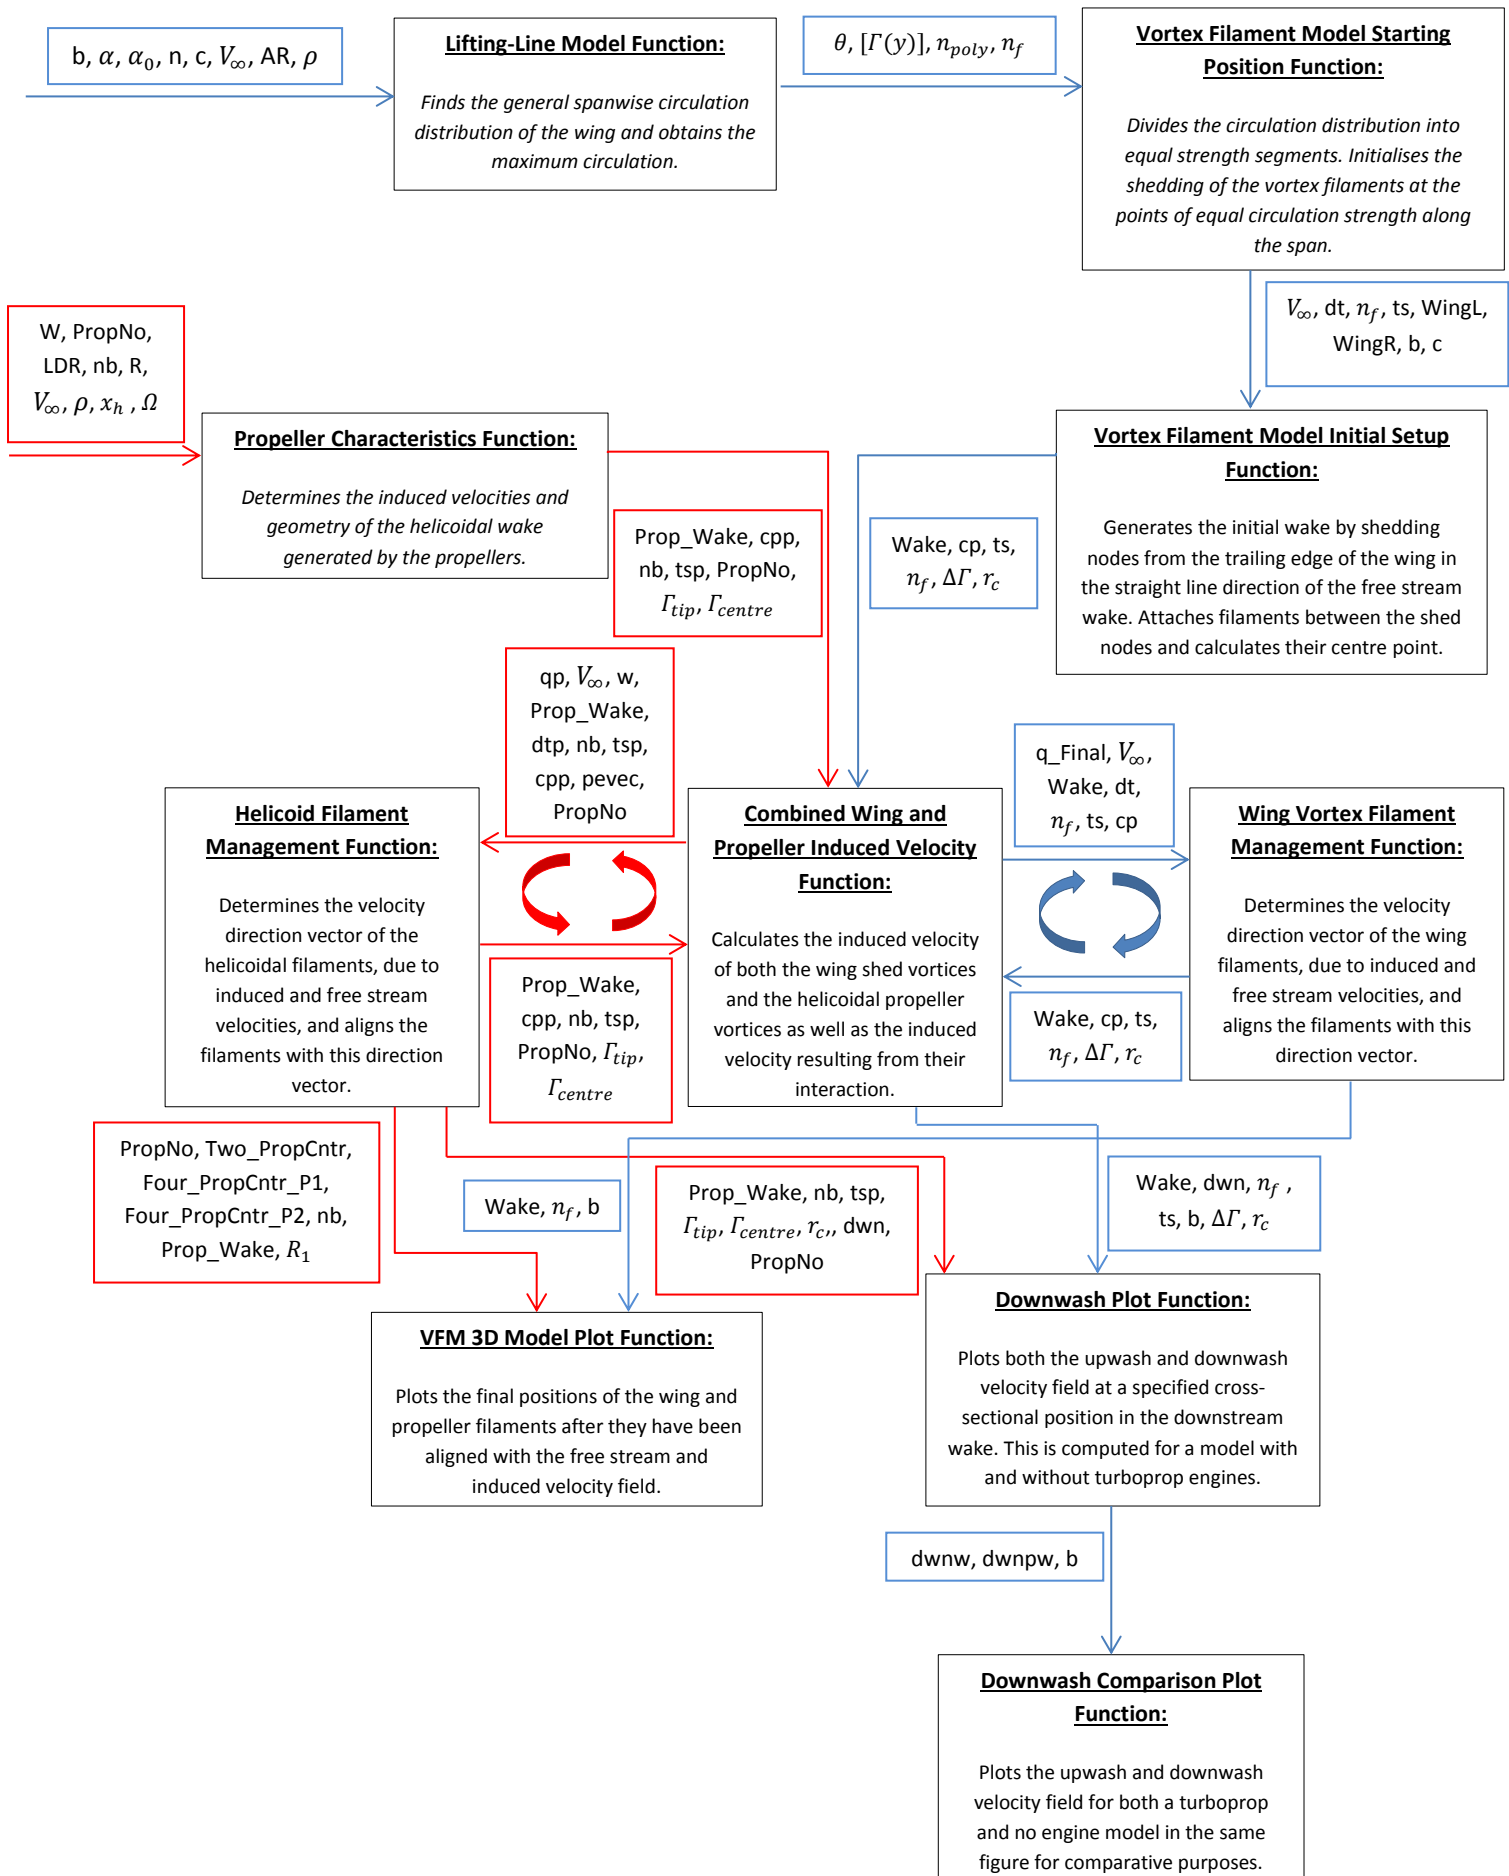 b, α, α₀, n, c, V∞, AR, ρ
Lifting-Line Model Function:
Finds the general spanwise circulation
distribution of the wing and obtains the
maximum circulation.
θ, [Γ(y)], n_poly, n_f
Vortex Filament Model Starting
Position Function:
Divides the circulation distribution into
equal strength segments. Initialises the
shedding of the vortex filaments at the
points of equal circulation strength along
the span.
V∞, dt, n_f, ts, WingL,
WingR, b, c
W, PropNo,
LDR, nb, R,
V∞, ρ, x_h , Ω
Propeller Characteristics Function:
Determines the induced velocities and
geometry of the helicoidal wake
generated by the propellers.
Prop_Wake, cpp,
nb, tsp, PropNo,
Γ_tip, Γ_centre
Wake, cp, ts,
n_f, ΔΓ, r_c
Vortex Filament Model Initial Setup
Function:
Generates the initial wake by shedding
nodes from the trailing edge of the wing in
the straight line direction of the free stream
wake. Attaches filaments between the shed
nodes and calculates their centre point.
qp, V∞, w,
Prop_Wake,
dtp, nb, tsp,
cpp, pevec,
PropNo
q_Final, V∞,
Wake, dt,
n_f, ts, cp
Helicoid Filament
Management Function:
Determines the velocity
direction vector of the
helicoidal filaments, due to
induced and free stream
velocities, and aligns the
filaments with this direction
vector.
Combined Wing and
Propeller Induced Velocity
Function:
Calculates the induced velocity
of both the wing shed vortices
and the helicoidal propeller
vortices as well as the induced
velocity resulting from their
interaction.
Wing Vortex Filament
Management Function:
Determines the velocity
direction vector of the wing
filaments, due to induced and
free stream velocities, and
aligns the filaments with this
direction vector.
Prop_Wake,
cpp, nb, tsp,
PropNo, Γ_tip,
Γ_centre
Wake, cp, ts,
n_f, ΔΓ, r_c
PropNo, Two_PropCntr,
Four_PropCntr_P1,
Four_PropCntr_P2, nb,
Prop_Wake, R₁
Wake, n_f, b
Prop_Wake, nb, tsp,
Γ_tip, Γ_centre, r_c,, dwn,
PropNo
Wake, dwn, n_f ,
ts, b, ΔΓ, r_c
VFM 3D Model Plot Function:
Plots the final positions of the wing and
propeller filaments after they have been
aligned with the free stream and
induced velocity field.
Downwash Plot Function:
Plots both the upwash and downwash
velocity field at a specified cross-
sectional position in the downstream
wake. This is computed for a model with
and without turboprop engines.
dwnw, dwnpw, b
Downwash Comparison Plot
Function:
Plots the upwash and downwash
velocity field for both a turboprop
and no engine model in the same
figure for comparative purposes.